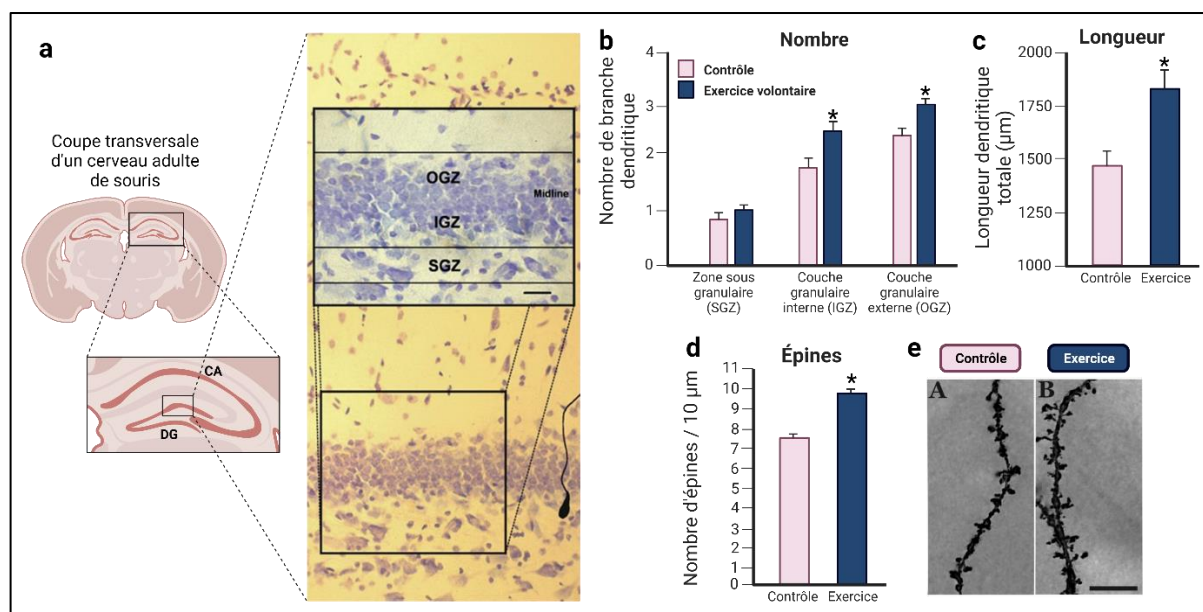 a
Coupe transversale
d'un cerveau adulte
de souris
CA
DG
OGZ
Midline
IGZ
SGZ
b
Nombre
Nombre de branche
dendritique
4
3
2
1
0
Contrôle
Exercice volontaire
*
*
Zone sous
granulaire
(SGZ)
Couche
granulaire
interne (IGZ)
Couche
granulaire
externe (OGZ)
c
Longueur
Longueur dendritique
totale (µm)
2000
1750
1500
1250
1000
*
Contrôle
Exercice
d
Épines
Nombre d'épines / 10 µm
11
10
9
8
7
6
5
4
3
2
1
0
*
Contrôle
Exercice
e
Contrôle
Exercice
A
B